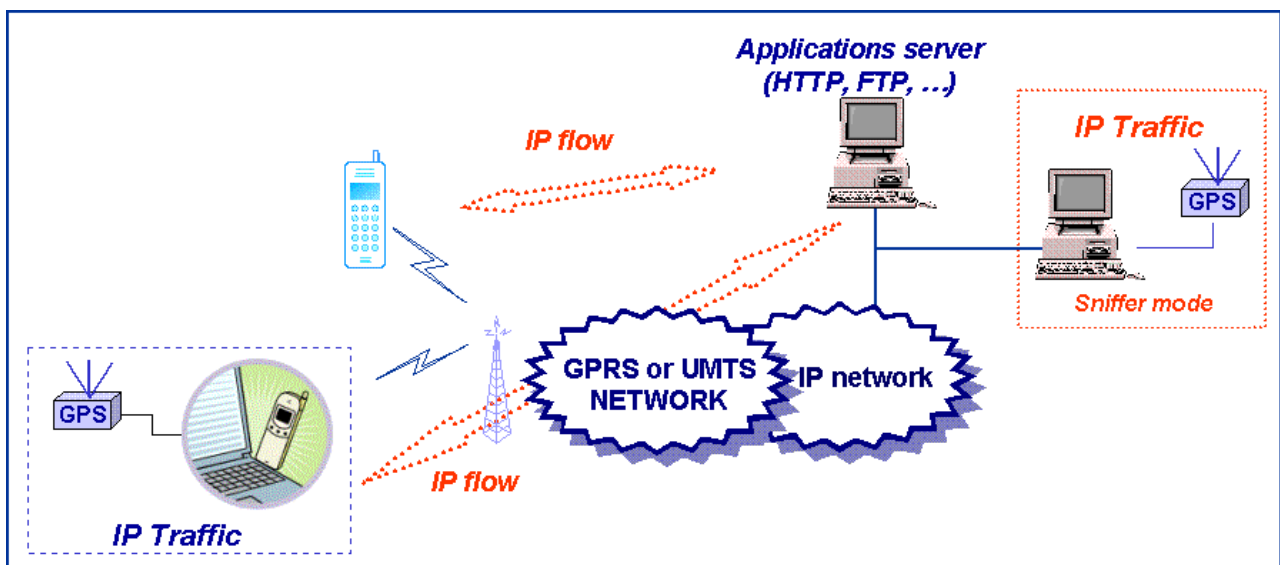 Applications server
(HTTP, FTP, …)
IP Traffic
IP flow
GPS
Sniffer mode
GPRS or UMTS
NETWORK
IP network
GPS
IP flow
IP Traffic